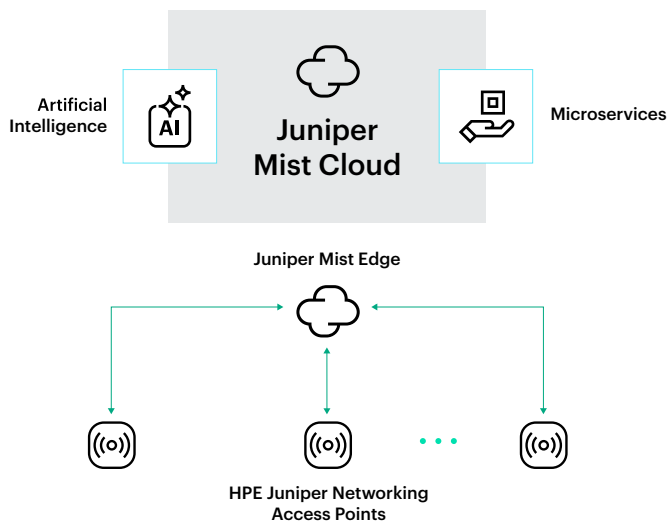 Artificial
Intelligence
AI
Juniper
Mist Cloud
Microservices
Juniper Mist Edge
HPE Juniper Networking
Access Points